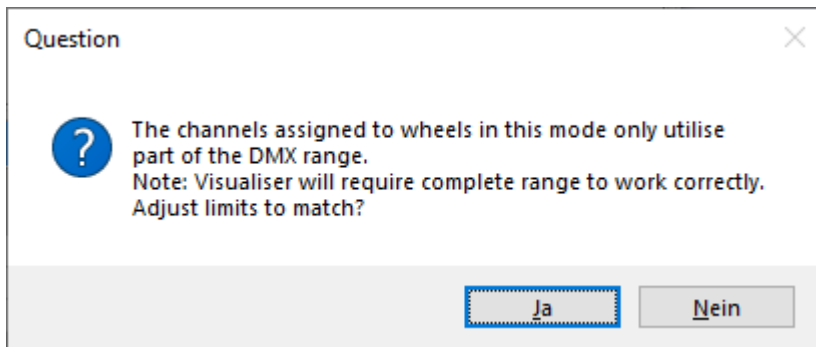 Question
The channels assigned to wheels in this mode only utilise
part of the DMX range.
Note: Visualiser will require complete range to work correctly.
Adjust limits to match?
Ja
Nein